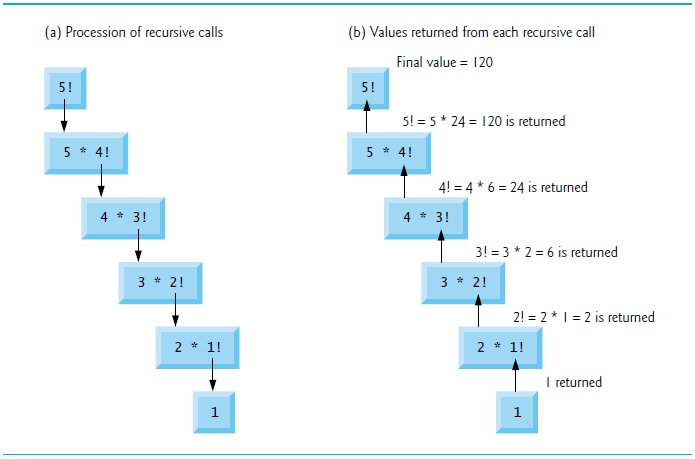 (a) Procession of recursive calls
5!
5 * 4!
4 * 3!
3 * 2!
2 * 1!
1
(b) Values returned from each recursive call
Final value = 120
5!
5! = 5 * 24 = 120 is returned
5 * 4!
4! = 4 * 6 = 24 is returned
4 * 3!
3! = 3 * 2 = 6 is returned
3 * 2!
2! = 2 * 1 = 2 is returned
2 * 1!
1 returned
1